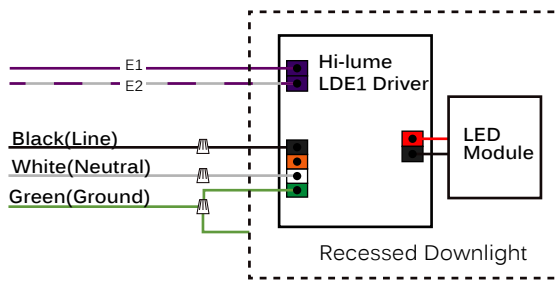 E1
E2
Hi-lume
LDE1 Driver
Black(Line)
White(Neutral)
Green(Ground)
LED
Module
Recessed Downlight